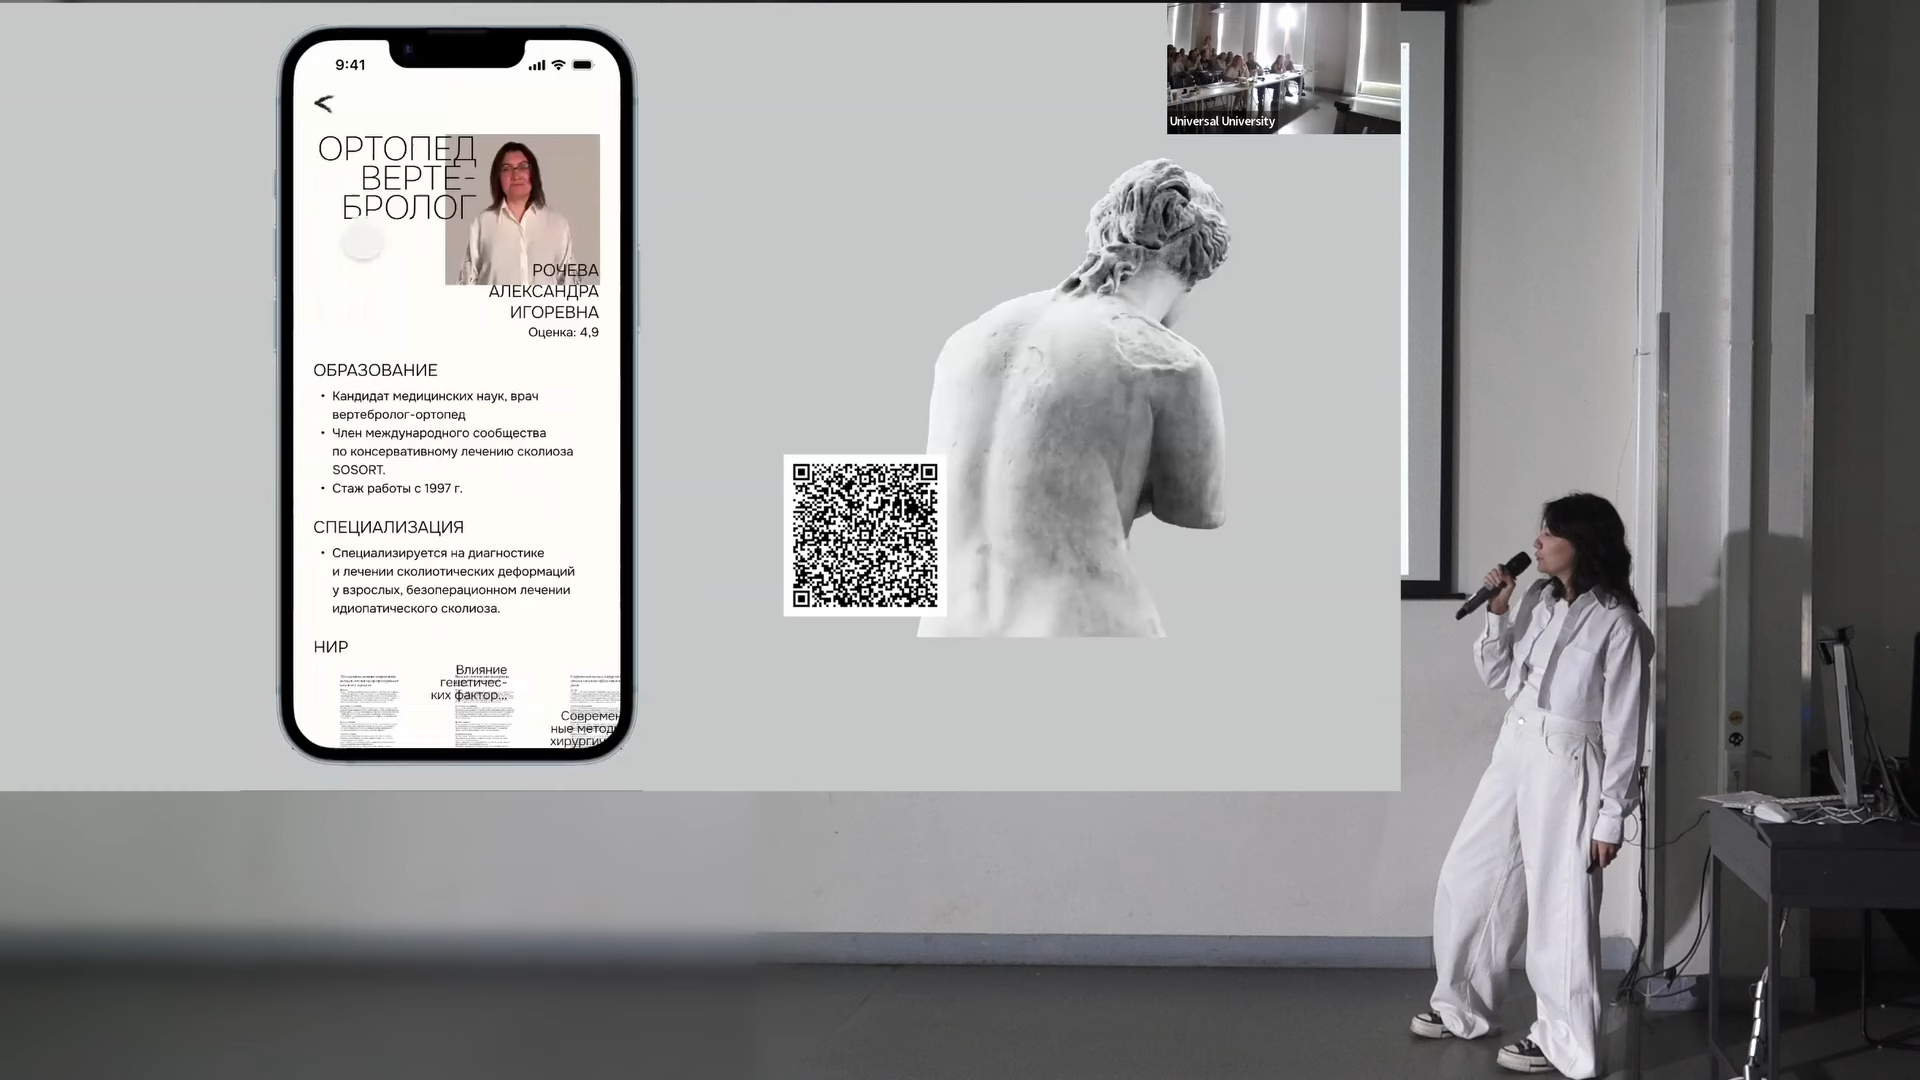 9:41
ОРТОПЕД
ВЕРТЕ-
БРОЛОГ
РОЧЕВА
АЛЕКСАНДРА
ИГОРЕВНА
Оценка: 4,9
ОБРАЗОВАНИЕ
• Кандидат медицинских наук, врач
вертебролог-ортопед
• Член международного сообщества
по консервативному лечению сколиоза
SOSORT.
• Стаж работы с 1997 г.
СПЕЦИАЛИЗАЦИЯ
• Специализируется на диагностике
и лечении сколиотических деформаций
у взрослых, безоперационном лечении
идиопатического сколиоза.
НИР
Влияние
генетичес-
ких фактор...
Современ
ные метод
хирургич
Universal University